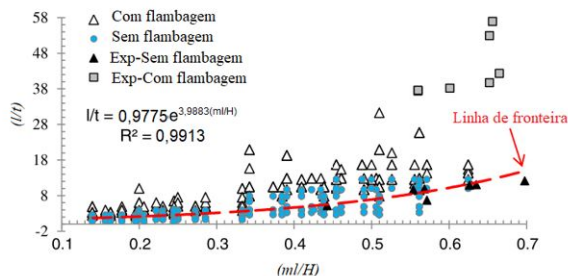 58
48
38
28
18
8
-2
(l/t)
Com flambagem
Sem flambagem
Exp-Sem flambagem
Exp-Com flambagem
l/t = 0,9775e^3,9883(ml/H)
R² = 0,9913
Linha de fronteira
0.1 0.2 0.3 0.4 0.5 0.6 0.7
(ml/H)